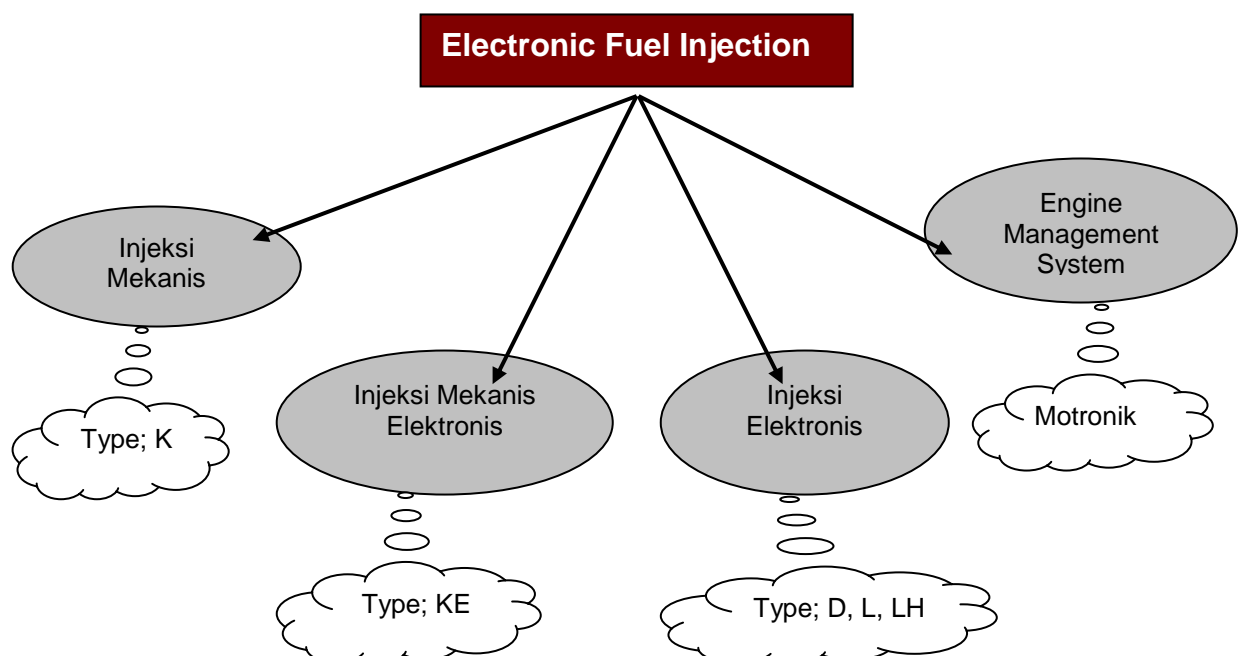 Electronic Fuel Injection
Engine
Management
System
Injeksi
Mekanis
Injeksi Mekanis
Elektronis
Injeksi
Elektronis
Motronik
Type; K
Type; KE
Type; D, L, LH